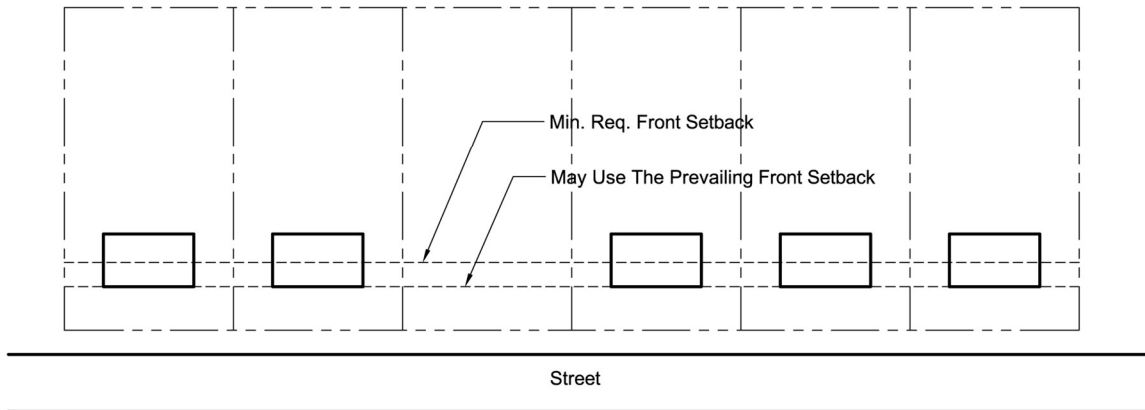 Min. Req. Front Setback
May Use The Prevailing Front Setback
Street